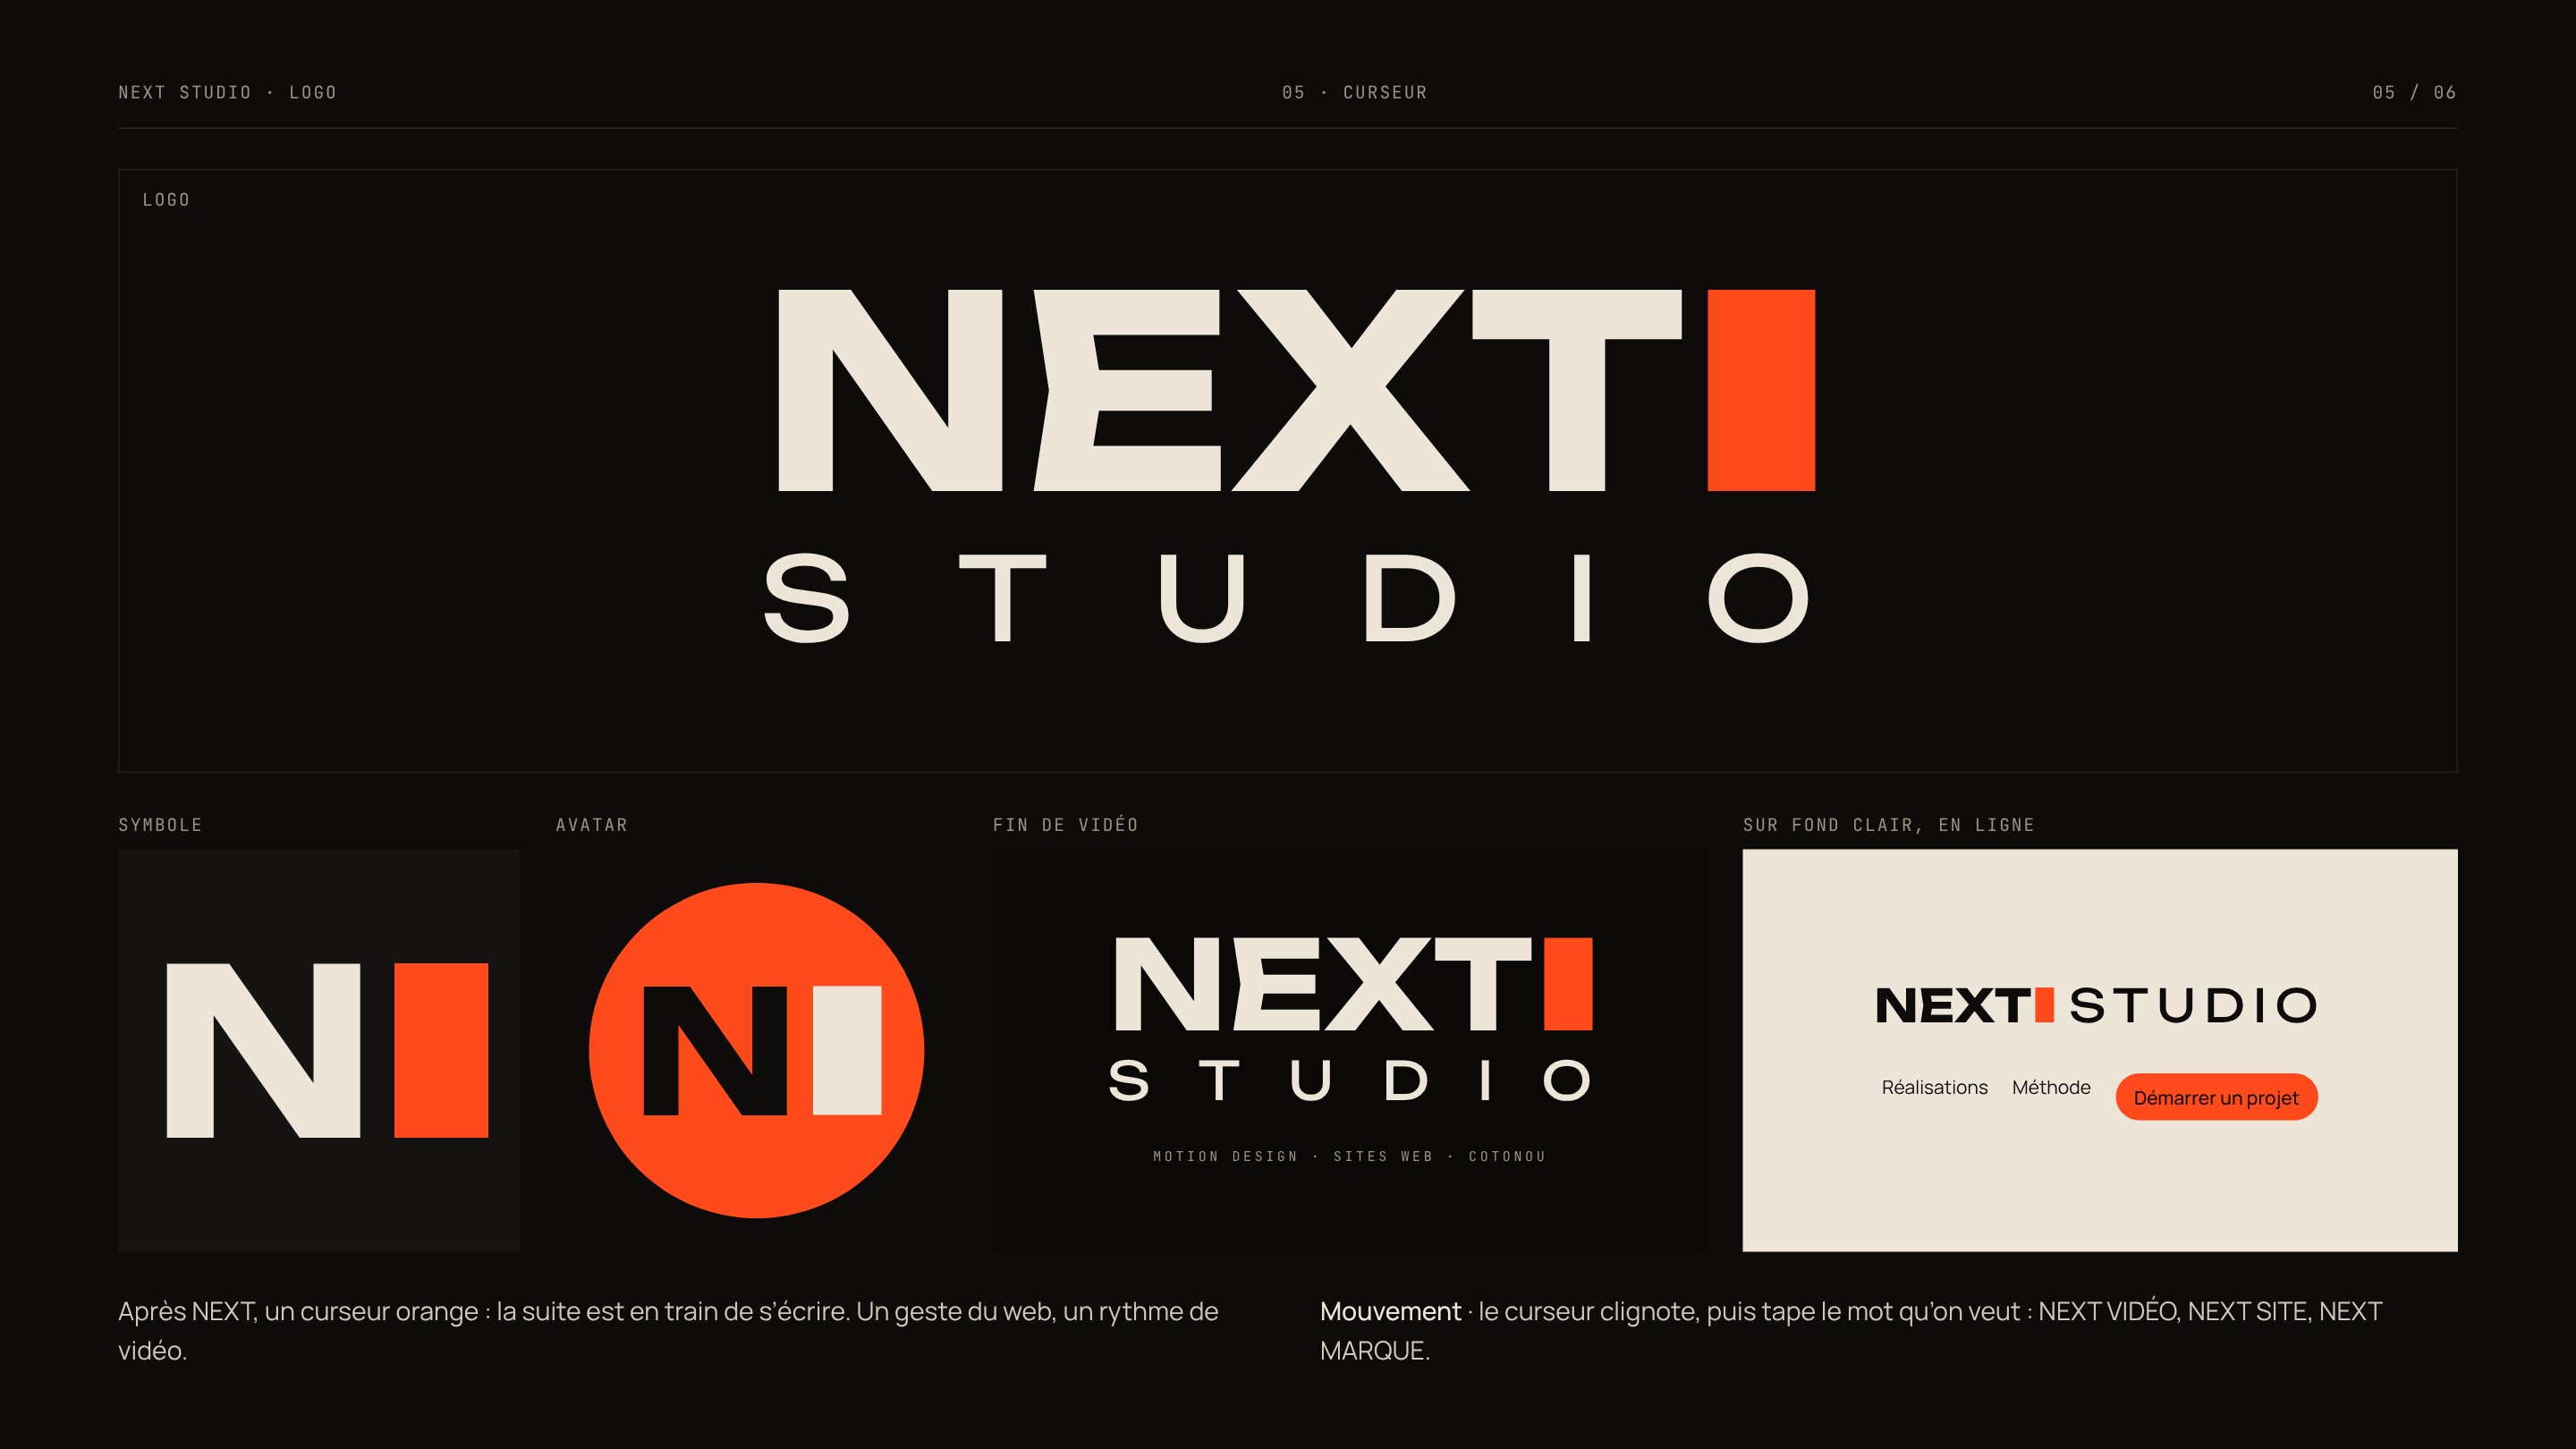 NEXT STUDIO · LOGO
05 · CURSEUR
05 / 06
LOGO
NEXT
STUDIO
SYMBOLE
AVATAR
FIN DE VIDÉO
SUR FOND CLAIR, EN LIGNE
N
N
NEXT
STUDIO
MOTION DESIGN · SITES WEB · COTONOU
NEXT STUDIO
Réalisations Méthode Démarrer un projet
Après NEXT, un curseur orange : la suite est en train de s’écrire. Un geste du web, un rythme de
vidéo.
Mouvement · le curseur clignote, puis tape le mot qu’on veut : NEXT VIDÉO, NEXT SITE, NEXT
MARQUE.